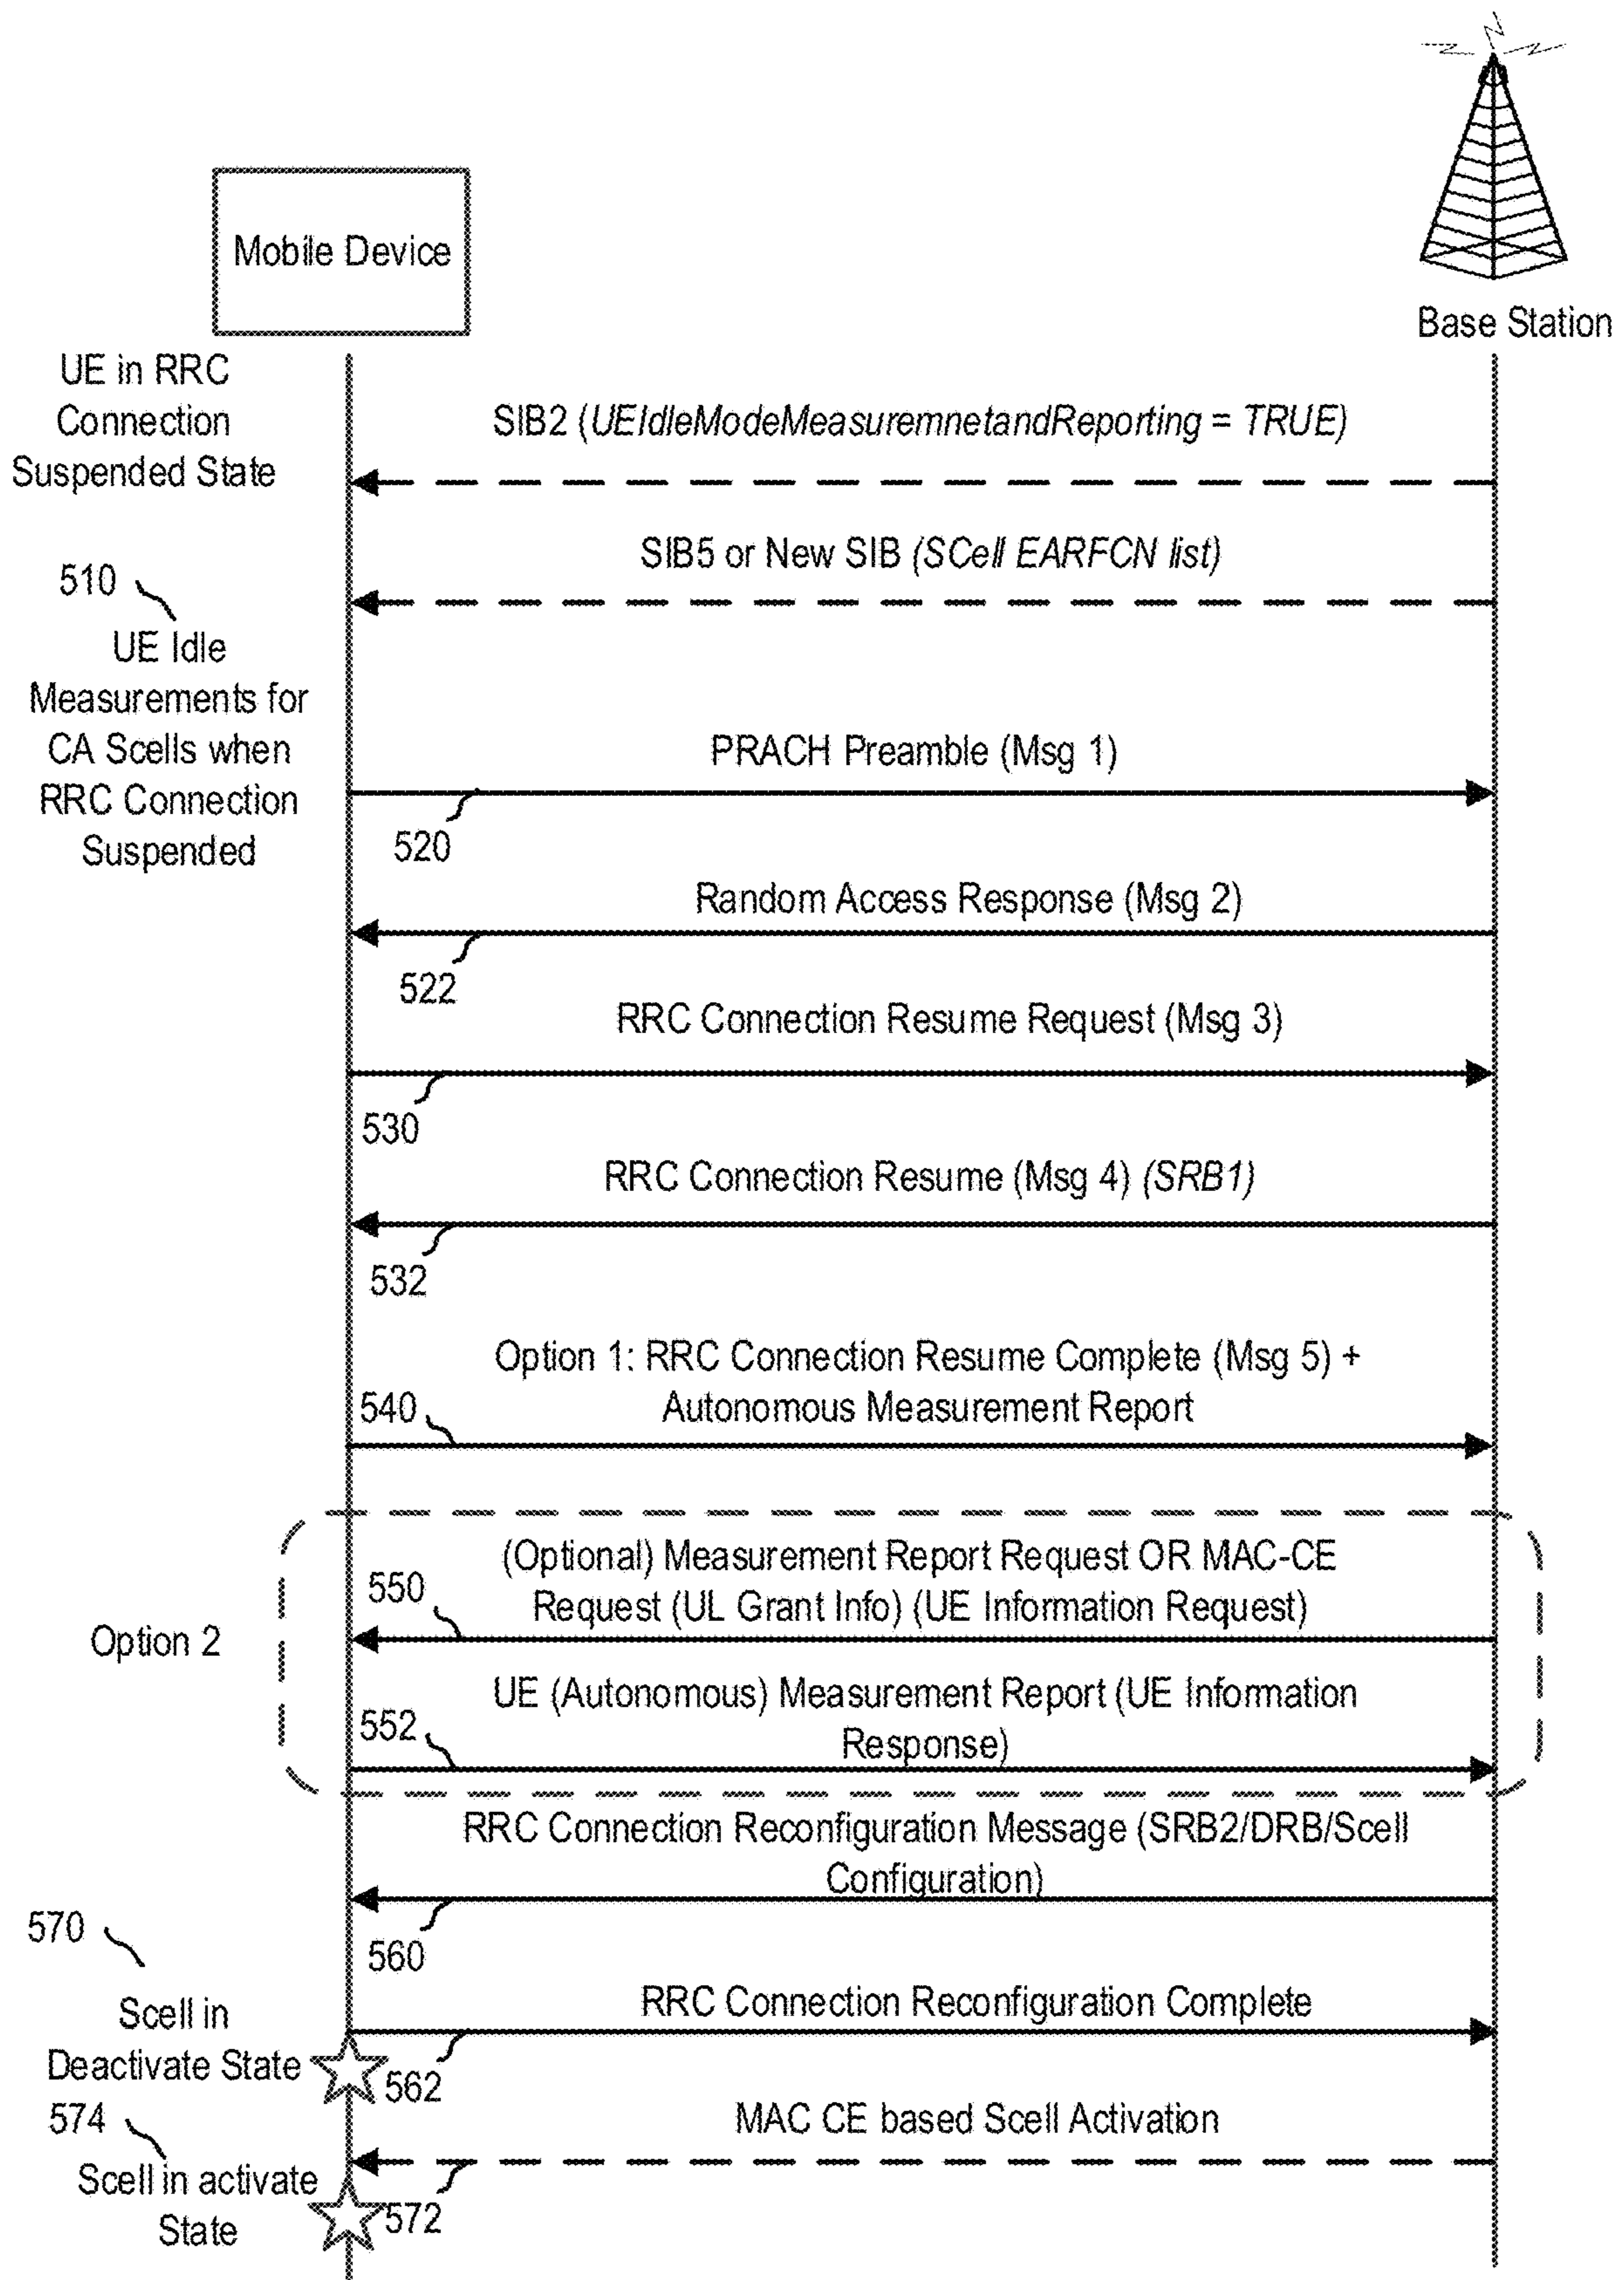 Mobile Device
Base Station
UE in RRC
Connection
Suspended State
SIB2 (UEIdleModeMeasuremnetandReporting = TRUE)
SIB5 or New SIB (SCell EARFCN list)
510
UE Idle
Measurements for
CA Scells when
RRC Connection
Suspended
PRACH Preamble (Msg 1)
520
Random Access Response (Msg 2)
522
RRC Connection Resume Request (Msg 3)
530
RRC Connection Resume (Msg 4) (SRB1)
532
Option 1: RRC Connection Resume Complete (Msg 5) +
Autonomous Measurement Report
540
Option 2
(Optional) Measurement Report Request OR MAC-CE
Request (UL Grant Info) (UE Information Request)
550
UE (Autonomous) Measurement Report (UE Information
Response)
552
RRC Connection Reconfiguration Message (SRB2/DRB/Scell
Configuration)
560
570
Scell in
Deactivate State
RRC Connection Reconfiguration Complete
562
574
Scell in activate
State
MAC CE based Scell Activation
572